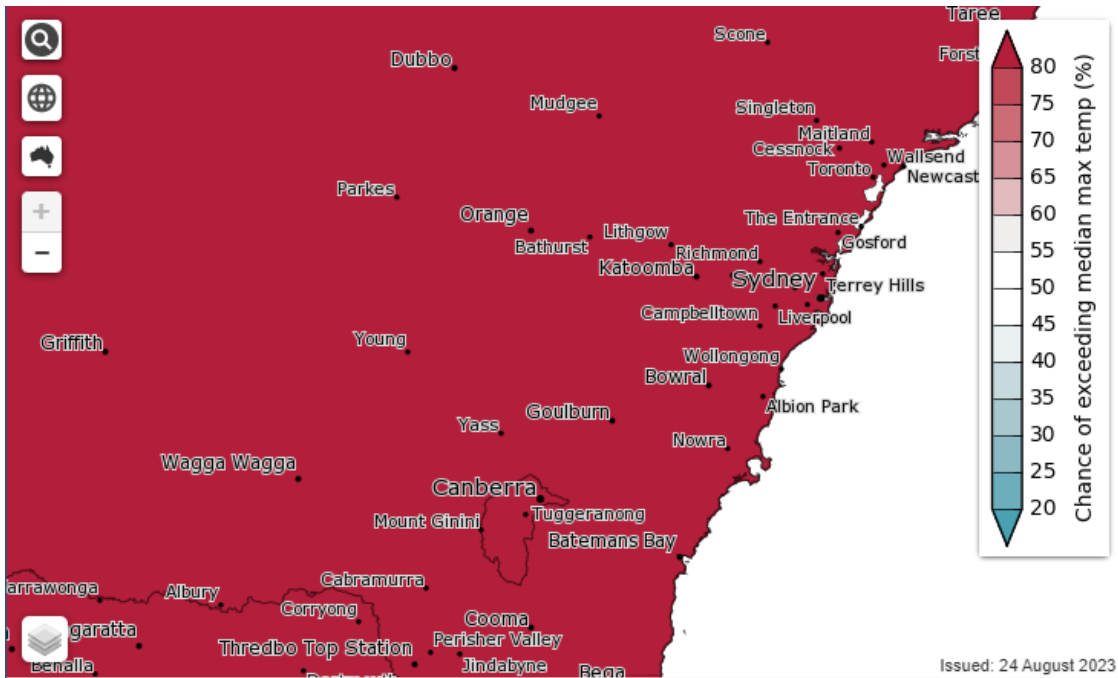 Taree
Scone
Forst
Dubbo
Mudgee
Singleton
Maitland
Cessnock
Wallsend
Toronto
Newcast
Parkes
Orange
The Entrance
Lithgow
Bathurst
Gosford
Richmond
Katoomba
Sydney
Terrey Hills
Campbelltown
Liverpool
Griffith
Young
Wollongong
Bowral
Albion Park
Goulburn
Yass
Nowra
Wagga Wagga
Canberra
Mount Ginini
Tuggeranong
Batemans Bay
arrawonga
Albury
Cabramurra
Corryong
Cooma
garatta
Perisher Valley
Thredbo Top Station
Jindabyne
Benalla
Bega
80
75
70
65
60
55
50
45
40
35
30
25
20
Chance of exceeding median max temp (%)
Issued: 24 August 2023